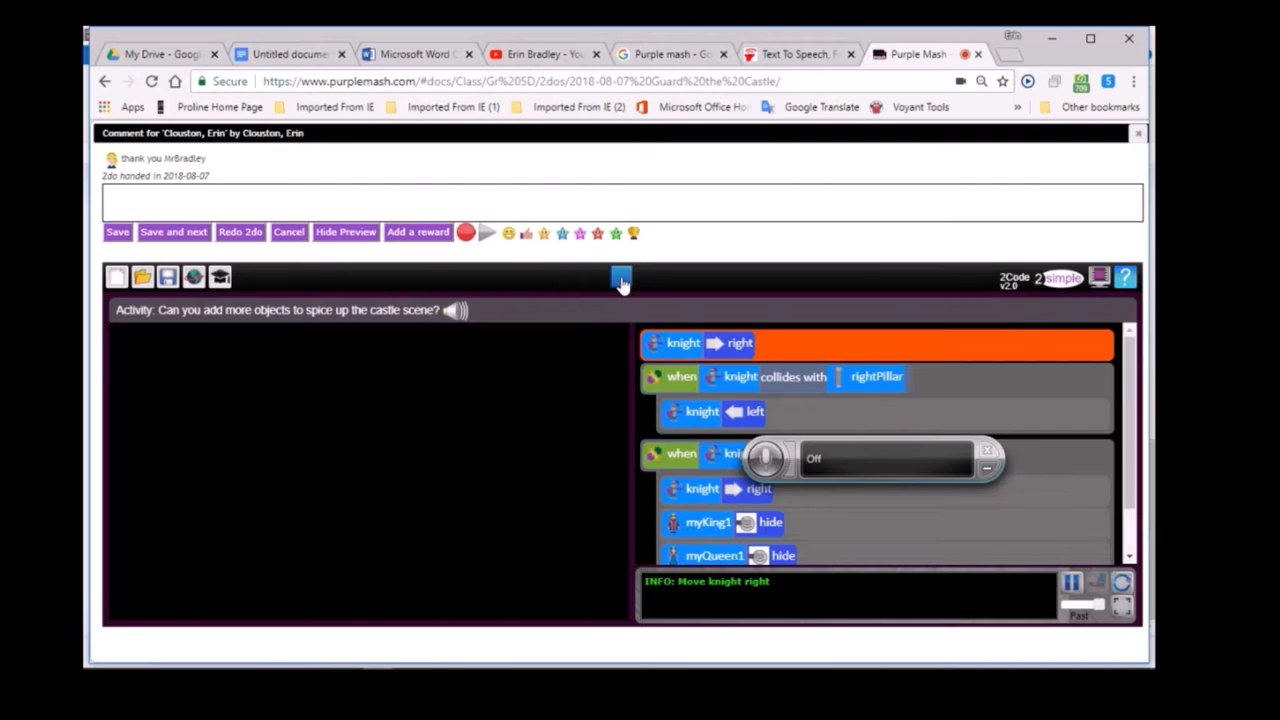 Erin
My Drive - Google
Untitled docume
Microsoft Word C
Erin Bradley - You
Purple mash - Go
Text To Speech, F
Purple Mash -
Secure https://www.purplemash.com/#docs/Class/Gr%205D/2dos/2018-08-07%20Guard%20the%20Castle/
Apps Proline Home Page Imported From IE Imported From IE (1) Imported From IE (2) Microsoft Office Ho Google Translate Voyant Tools » Other bookmarks
Comment for 'Clouston, Erin' by Clouston, Erin
thank you MrBradley
2do handed in 2018-08-07
Save Save and next Redo 2do Cancel Hide Preview Add a reward
2Code v2.0 2simple ?
Activity: Can you add more objects to spice up the castle scene?
knight right
when knight collides with rightPillar
knight left
when kni
Off
knight right
myKing1 hide
myQueen1 hide
INFO: Move knight right
Fast